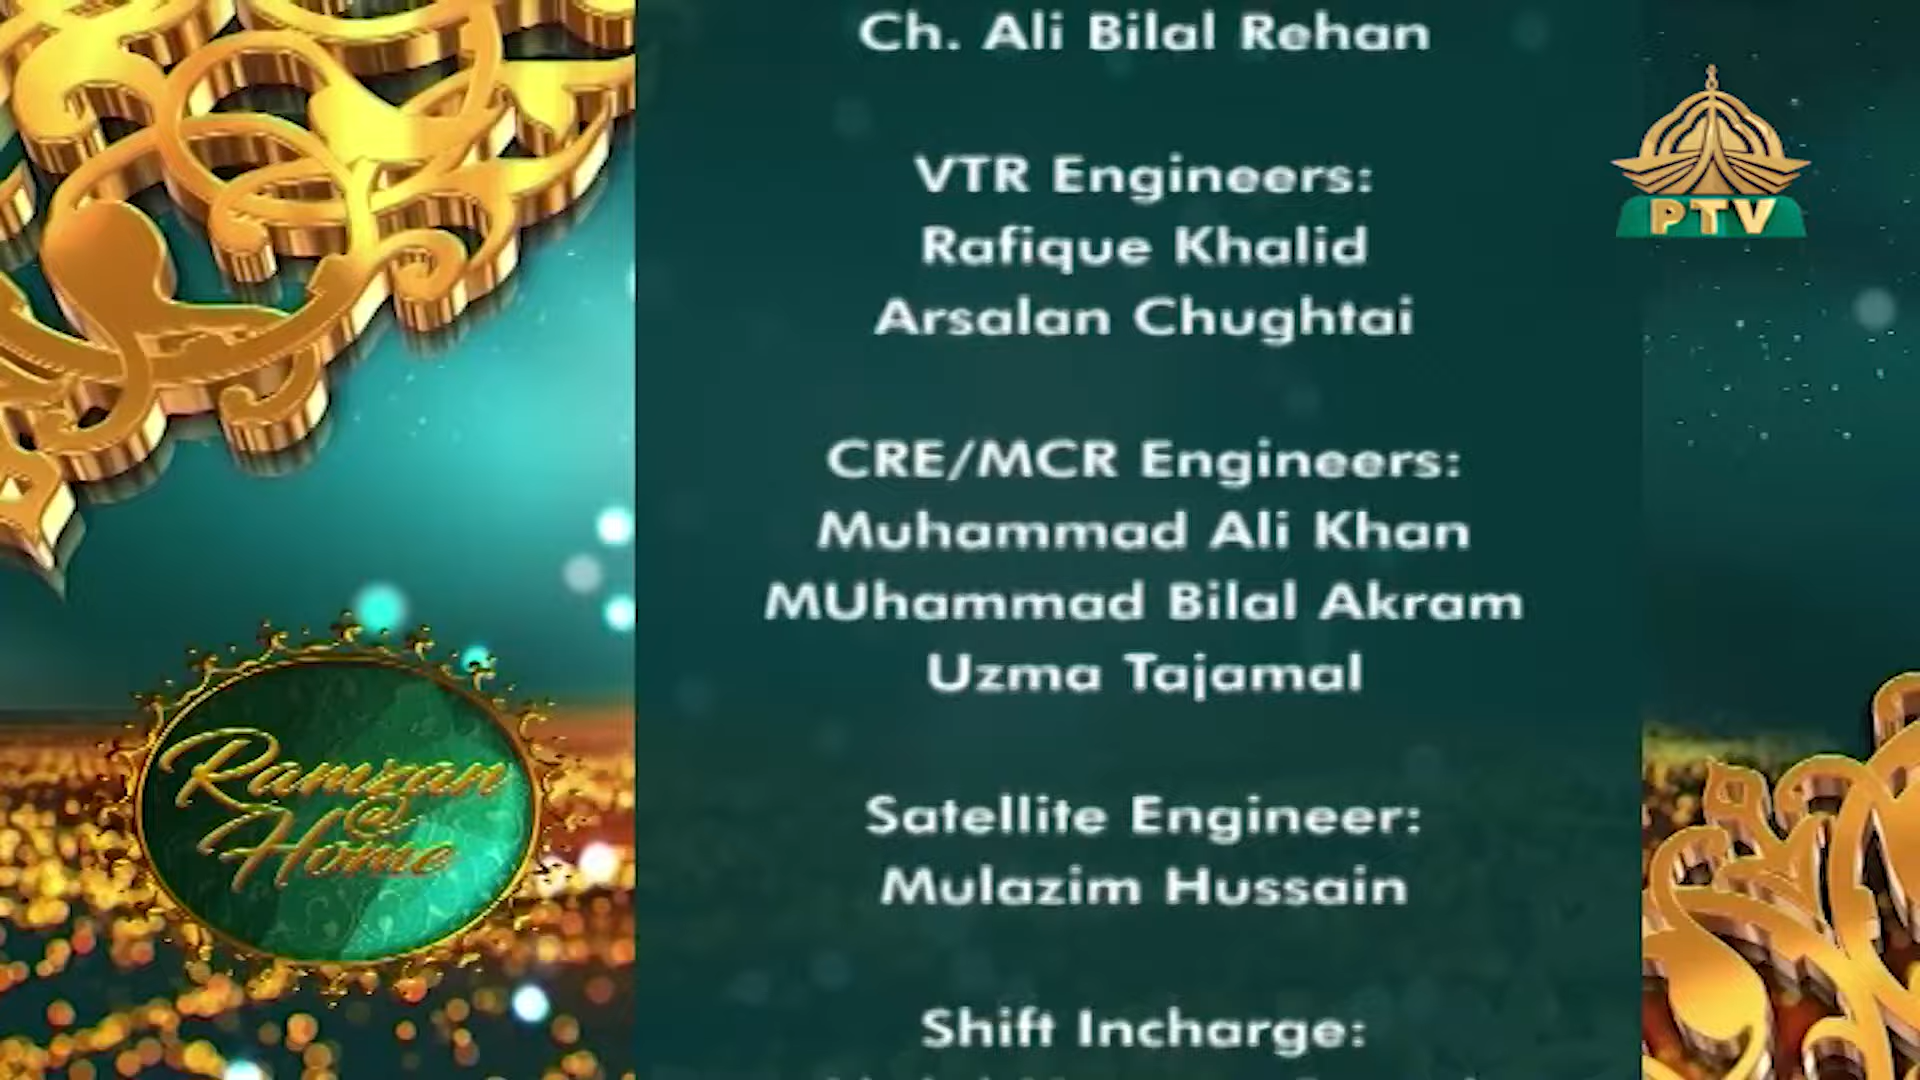 Ch. Ali Bilal Rehan
VTR Engineers:
Rafique Khalid
Arsalan Chughtai
CRE/MCR Engineers:
Muhammad Ali Khan
MUhammad Bilal Akram
Uzma Tajamal
Satellite Engineer:
Mulazim Hussain
Shift Incharge:
PTV
Ramzan
@
Home